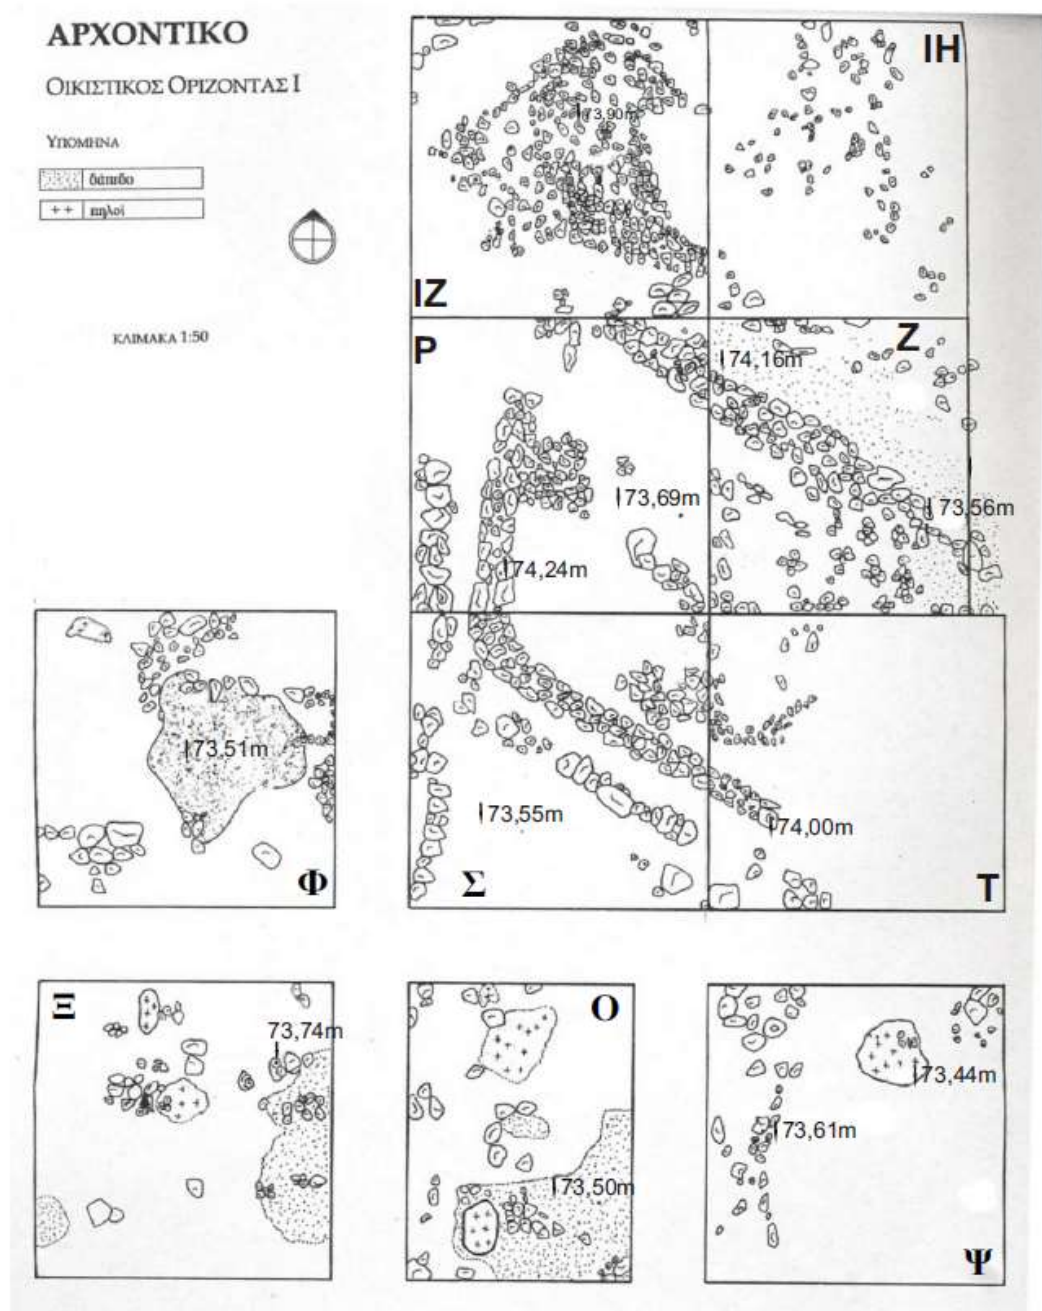 ΑΡΧΟΝΤΙΚΟ
ΟΙΚΙΣΤΙΚΟΣ ΟΡΙΖΟΝΤΑΣ Ι
ΥΠΟΜΗΝΑ
δάπεδο
++ πηλοί
ΚΛΙΜΑΚΑ 1:50
ΙΗ
73,90m
ΙΖ
Ρ
Ζ
74,16m
73,69m
73,56m
74,24m
73,51m
Φ
73,55m
74,00m
Σ
Τ
Ξ
73,74m
Ο
73,50m
73,44m
73,61m
Ψ